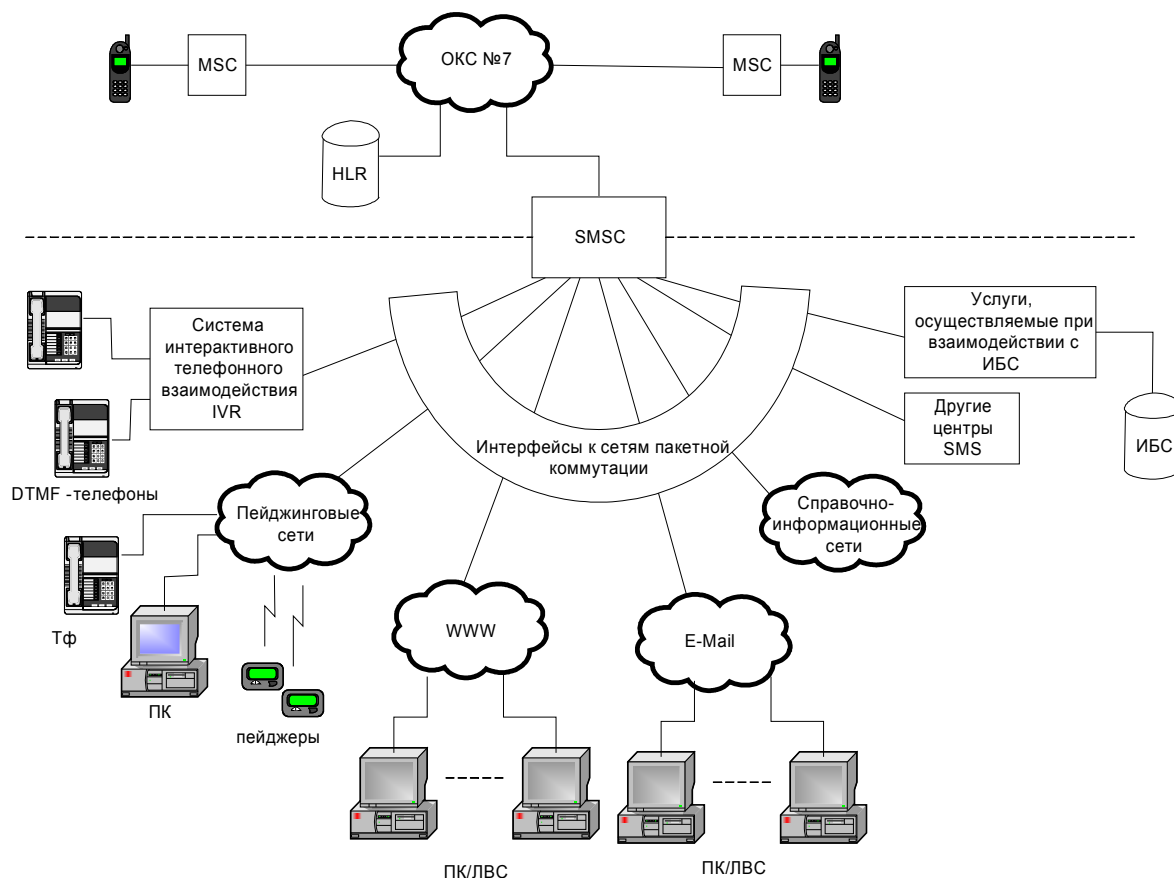 MSC
ОКС №7
MSC
HLR
SMSC
Система
интерактивного
телефонного
взаимодействия
IVR
Услуги,
осуществляемые при
взаимодействии с
ИБС
Другие
центры
SMS
ИБС
Интерфейсы к сетям пакетной
коммутации
DTMF -телефоны
Пейджинговые
сети
Справочно-
информационные
сети
Тф
WWW
E-Mail
ПК
пейджеры
ПК/ЛВС
ПК/ЛВС